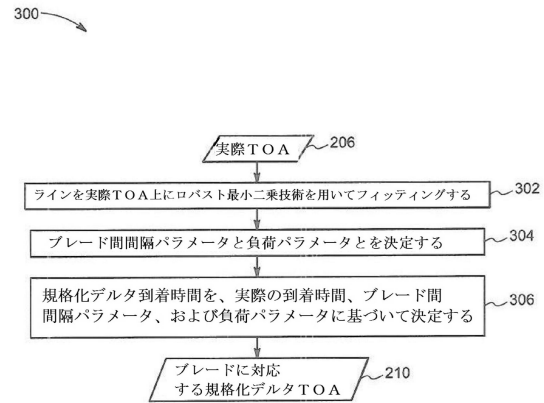 300
実際TOA
206
ラインを実際TOA上にロバスト最小二乗技術を用いてフィッティングする
302
ブレード間間隔パラメータと負荷パラメータとを決定する
304
規格化デルタ到着時間を、実際の到着時間、ブレード間
間隔パラメータ、および負荷パラメータに基づいて決定する
306
ブレードに対応
する規格化デルタTOA
210